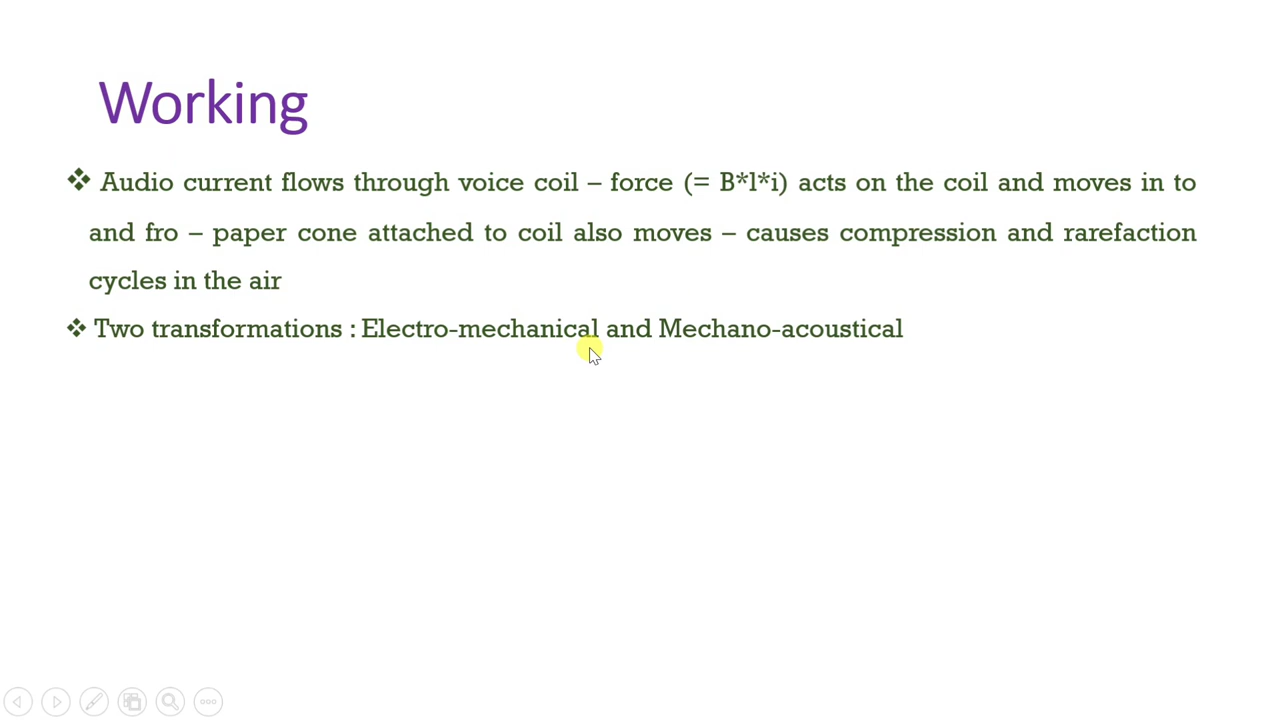 Working
❖ Audio current flows through voice coil – force (= B*l*i) acts on the coil and moves in to
and fro – paper cone attached to coil also moves – causes compression and rarefaction
cycles in the air
❖ Two transformations : Electro-mechanical and Mechano-acoustical